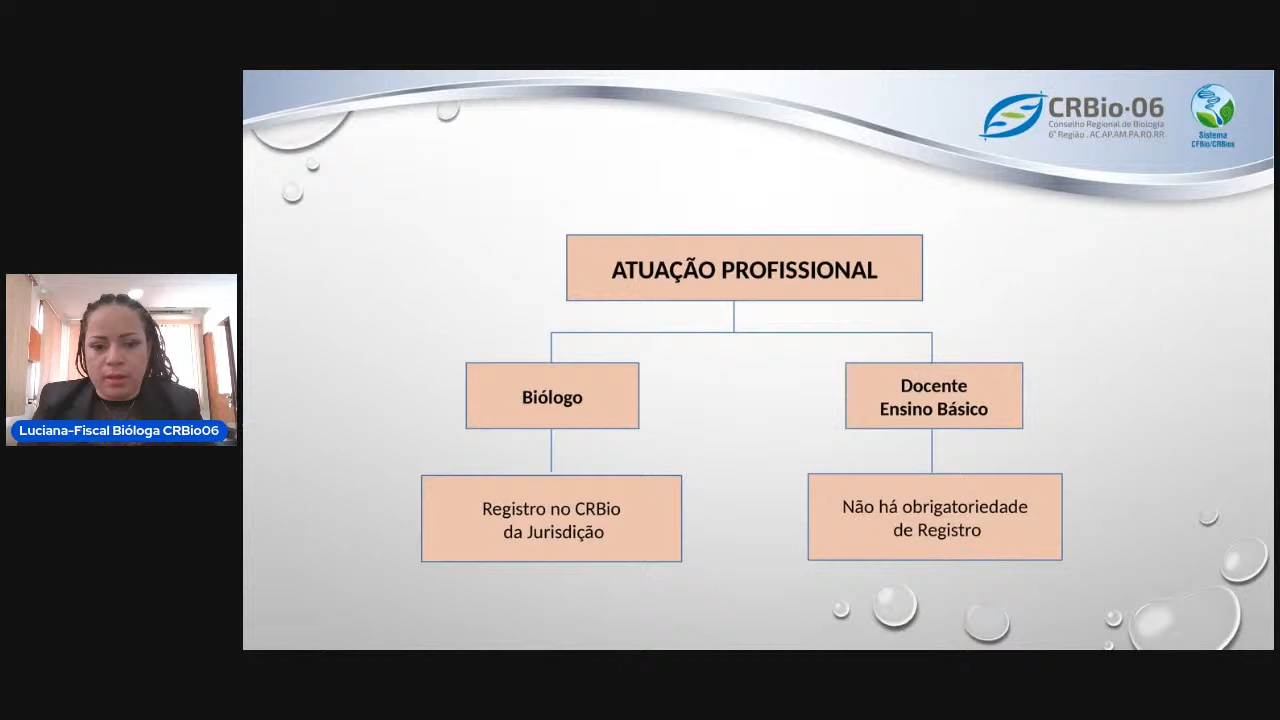 CRBio·06
Conselho Regional de Biologia
6ª Região . AC.AP.AM.PA.RO.RR
Sistema
CFBio/CRBios
ATUAÇÃO PROFISSIONAL
Biólogo
Docente
Ensino Básico
Registro no CRBio
da Jurisdição
Não há obrigatoriedade
de Registro
Luciana-Fiscal Bióloga CRBio06